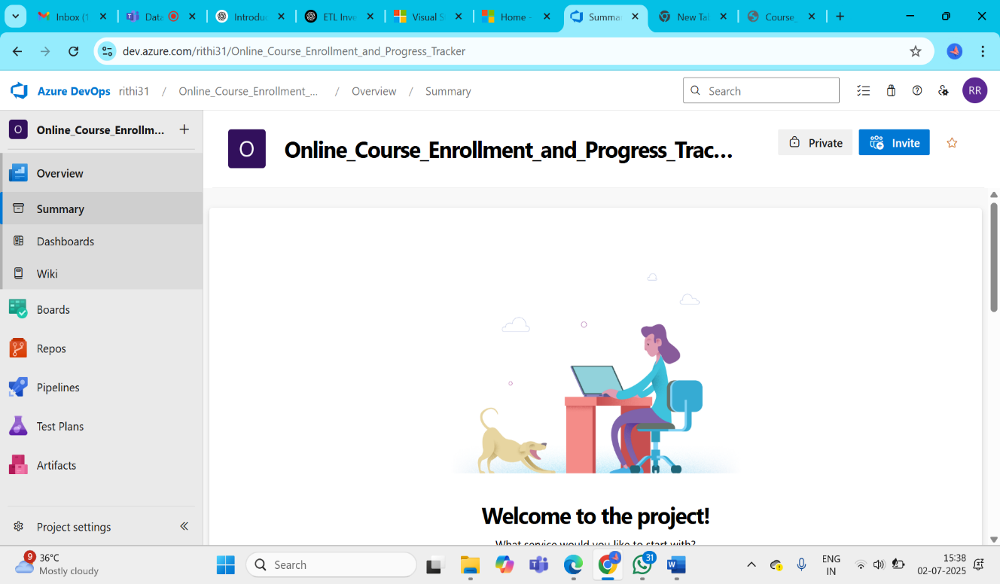 Inbox (1
Data
Introduc
ETL Inve
Visual S
Home -
Summar
New Tab
Course_
dev.azure.com/rithi31/Online_Course_Enrollment_and_Progress_Tracker
Azure DevOps rithi31 / Online_Course_Enrollment_... / Overview / Summary
Search
RR
O Online_Course_Enrollm...
Overview
Summary
Dashboards
Wiki
Boards
Repos
Pipelines
Test Plans
Artifacts
Project settings
O
Online_Course_Enrollment_and_Progress_Trac...
Private
Invite
Welcome to the project!
What service would you like to start with?
9
36°C
Mostly cloudy
Search
31
W
ENG
IN
15:38
02-07-2025